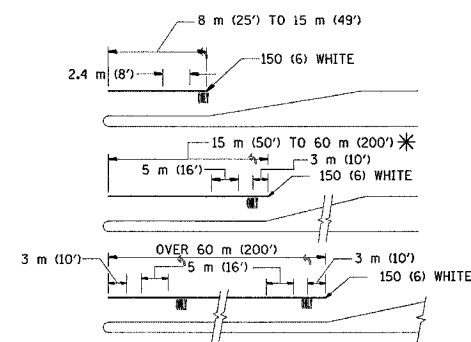 8 m (25') TO 15 m (49')
150 (6) WHITE
2.4 m (8')
15 m (50') TO 60 m (200') *
5 m (16')
3 m (10')
150 (6) WHITE
OVER 60 m (200')
3 m (10')
5 m (16')
3 m (10')
150 (6) WHITE